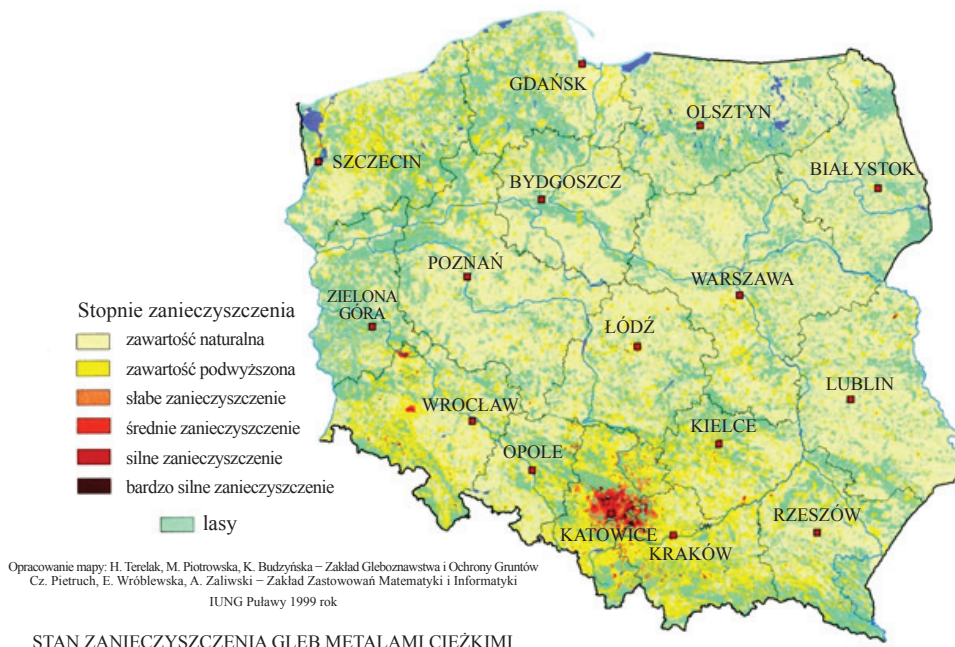 GDAŃSK
OLSZTYN
SZCZECIN
BIAŁYSTOK
BYDGOSZCZ
POZNAŃ
WARSZAWA
ZIELONA
GÓRA
ŁÓDŹ
LUBLIN
WROCŁAW
KIELCE
OPOLE
RZESZÓW
KATOWICE
KRAKÓW
Stopnie zanieczyszczenia
zawartość naturalna
zawartość podwyższona
słabe zanieczyszczenie
średnie zanieczyszczenie
silne zanieczyszczenie
bardzo silne zanieczyszczenie
lasy
Opracowanie mapy: H. Terelak, M. Piotrowska, K. Budzyńska – Zakład Gleboznawstwa i Ochrony Gruntów
Cz. Pietruch, E. Wróblewska, A. Zaliwski – Zakład Zastosowań Matematyki i Informatyki
IUNG Puławy 1999 rok
STAN ZANIECZYSZCZENIA GLEB METALAMI CIĘŻKIMI